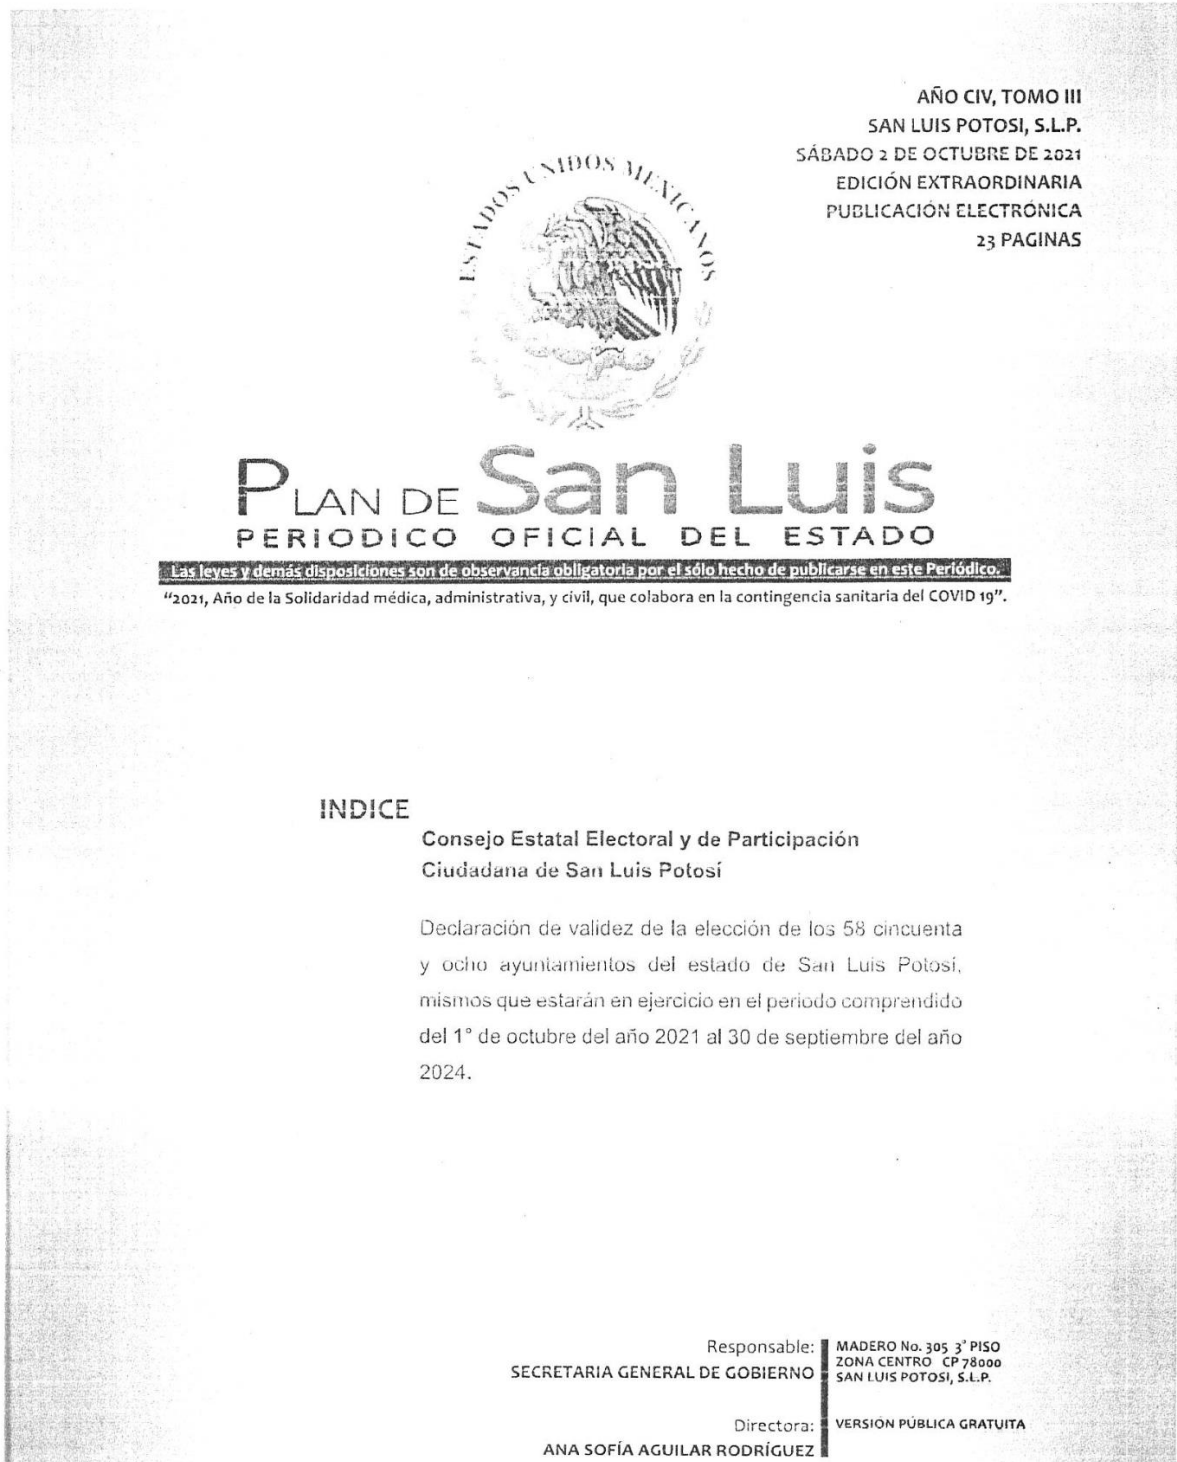 AÑO CIV, TOMO III
SAN LUIS POTOSI, S.L.P.
SÁBADO 2 DE OCTUBRE DE 2021
EDICIÓN EXTRAORDINARIA
PUBLICACIÓN ELECTRÓNICA
23 PAGINAS
ESTADOS UNIDOS MEXICANOS
PLAN DE San Luis
PERIODICO OFICIAL DEL ESTADO
Las leyes y demás disposiciones son de observancia obligatoria por el sólo hecho de publicarse en este Periódico.
"2021, Año de la Solidaridad médica, administrativa, y civil, que colabora en la contingencia sanitaria del COVID 19".
INDICE
Consejo Estatal Electoral y de Participación
Ciudadana de San Luis Potosí
Declaración de validez de la elección de los 58 cincuenta
y ocho ayuntamientos del estado de San Luis Potosí,
mismos que estarán en ejercicio en el periodo comprendido
del 1° de octubre del año 2021 al 30 de septiembre del año
2024.
Responsable:
SECRETARIA GENERAL DE GOBIERNO
MADERO No. 305 3° PISO
ZONA CENTRO CP 78000
SAN LUIS POTOSI, S.L.P.
Directora:
ANA SOFÍA AGUILAR RODRÍGUEZ
VERSIÓN PÚBLICA GRATUITA